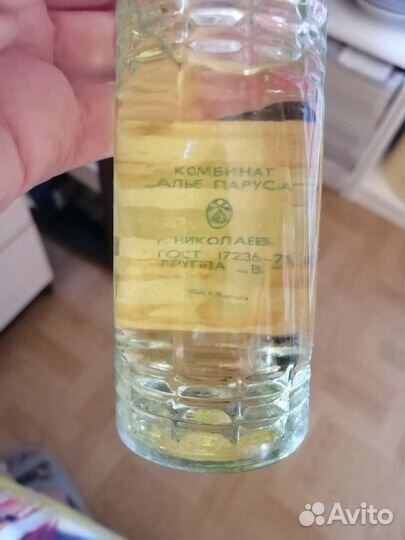 КОМБИНАТ
„АЛЫЕ ПАРУСА"
г. НИКОЛАЕВ
ГОСТ 17236-71
ГРУППА „В"
Avito